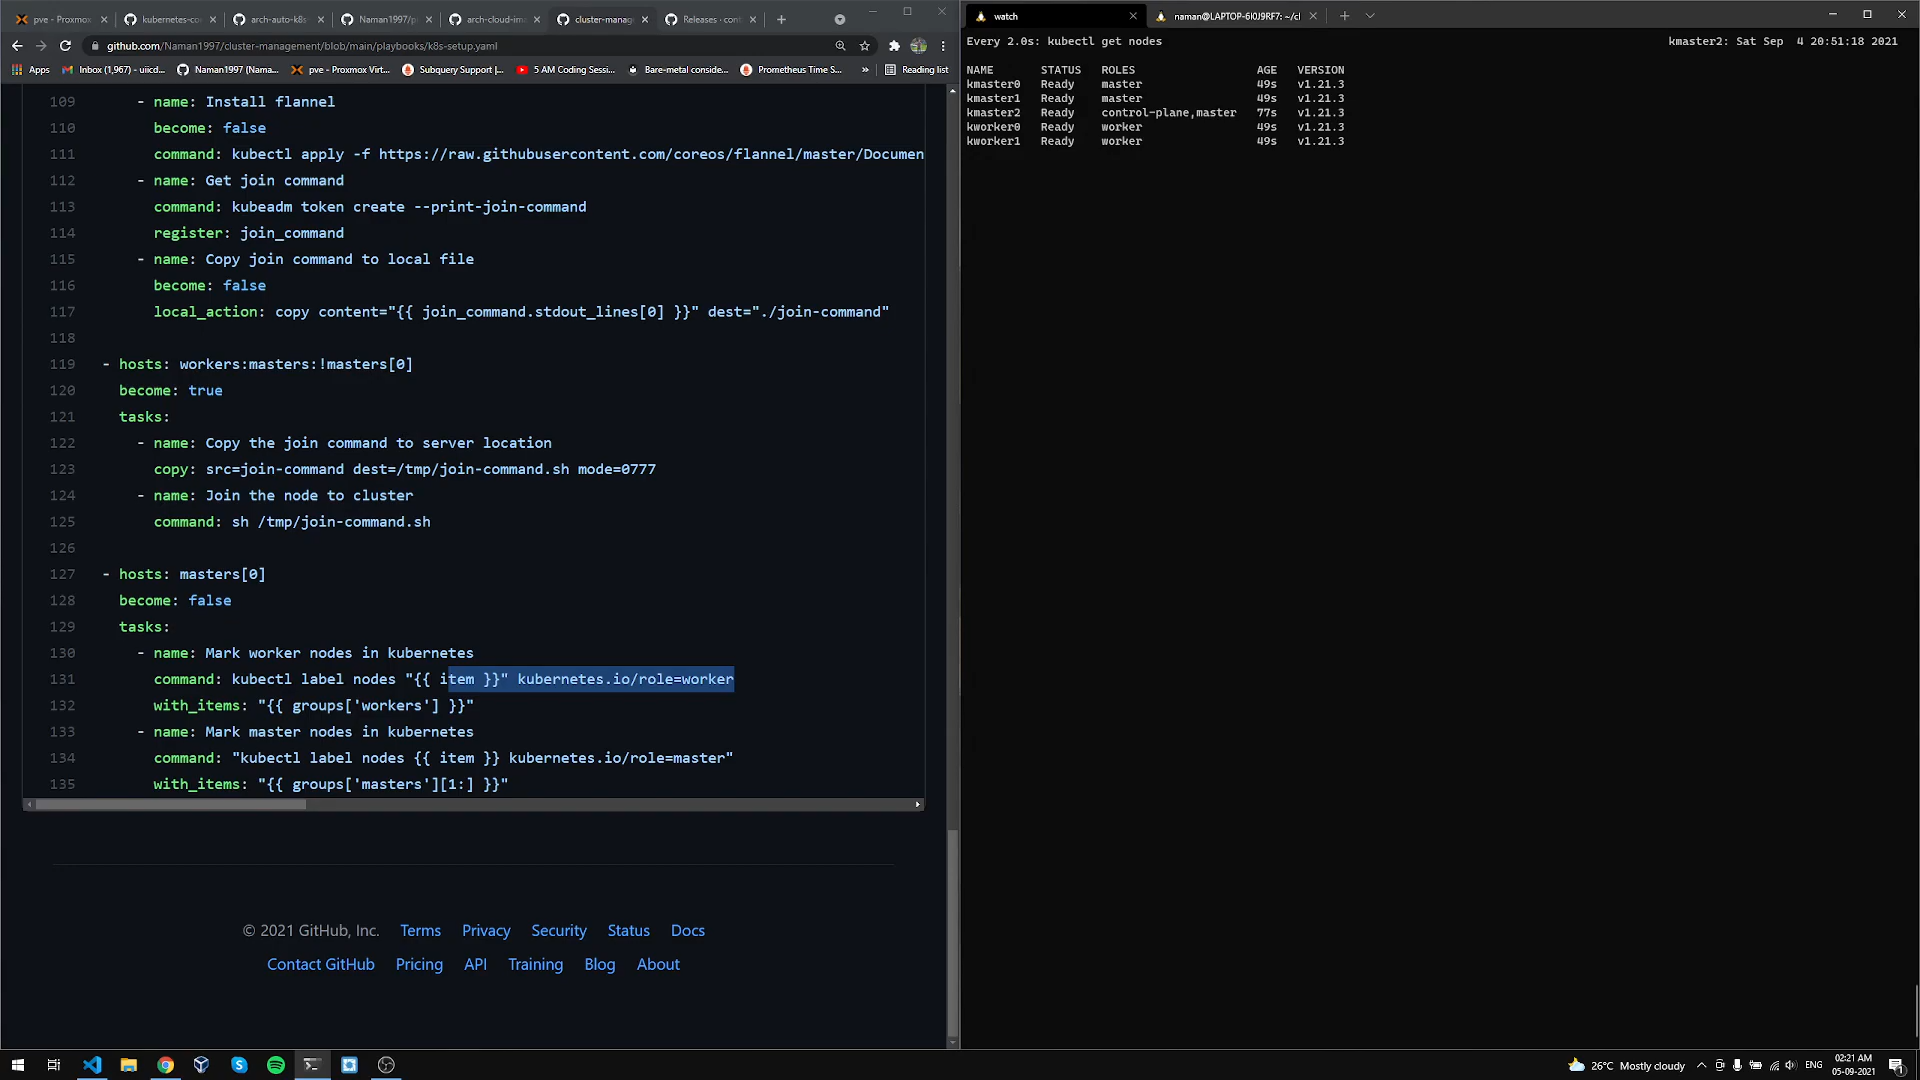 pve - Proxmox
kubernetes-co
arch-auto-k8s-
Naman1997/p
arch-cloud-im
cluster-manag
Releases · cont
github.com/Naman1997/cluster-management/blob/main/playbooks/k8s-setup.yaml
Apps
Inbox (1,967) - uiicd...
Naman1997 (Nama...
pve - Proxmox Virt...
Subquery Support |...
5 AM Coding Sessi...
Bare-metal conside...
Prometheus Time S...
»
Reading list
109 - name: Install flannel
110 become: false
111 command: kubectl apply -f https://raw.githubusercontent.com/coreos/flannel/master/Documen
112 - name: Get join command
113 command: kubeadm token create --print-join-command
114 register: join_command
115 - name: Copy join command to local file
116 become: false
117 local_action: copy content="{{ join_command.stdout_lines[0] }}" dest="./join-command"
118
119 - hosts: workers:masters:!masters[0]
120 become: true
121 tasks:
122 - name: Copy the join command to server location
123 copy: src=join-command dest=/tmp/join-command.sh mode=0777
124 - name: Join the node to cluster
125 command: sh /tmp/join-command.sh
126
127 - hosts: masters[0]
128 become: false
129 tasks:
130 - name: Mark worker nodes in kubernetes
131 command: kubectl label nodes "{{ item }}" kubernetes.io/role=worker
132 with_items: "{{ groups['workers'] }}"
133 - name: Mark master nodes in kubernetes
134 command: "kubectl label nodes {{ item }} kubernetes.io/role=master"
135 with_items: "{{ groups['masters'][1:] }}"
© 2021 GitHub, Inc. Terms Privacy Security Status Docs
Contact GitHub Pricing API Training Blog About
watch
naman@LAPTOP-6I0J9RF7: ~/cl
Every 2.0s: kubectl get nodes
kmaster2: Sat Sep 4 20:51:18 2021
NAME STATUS ROLES AGE VERSION
kmaster0 Ready master 49s v1.21.3
kmaster1 Ready master 49s v1.21.3
kmaster2 Ready control-plane,master 77s v1.21.3
kworker0 Ready worker 49s v1.21.3
kworker1 Ready worker 49s v1.21.3
26°C Mostly cloudy
ENG
02:21 AM
05-09-2021
1